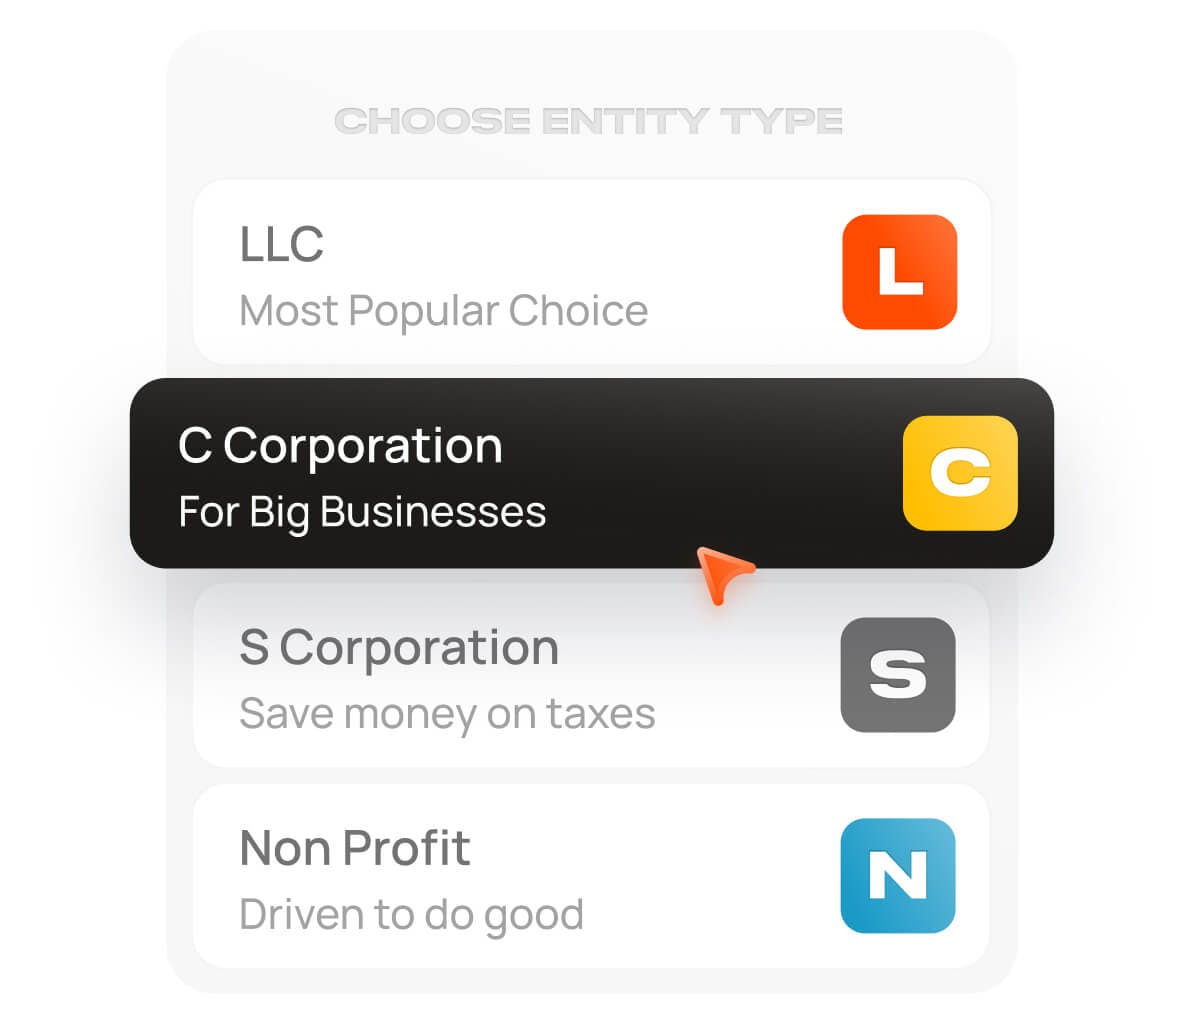 CHOOSE ENTITY TYPE
LLC
Most Popular Choice
L
C Corporation
For Big Businesses
C
S Corporation
Save money on taxes
S
Non Profit
Driven to do good
N